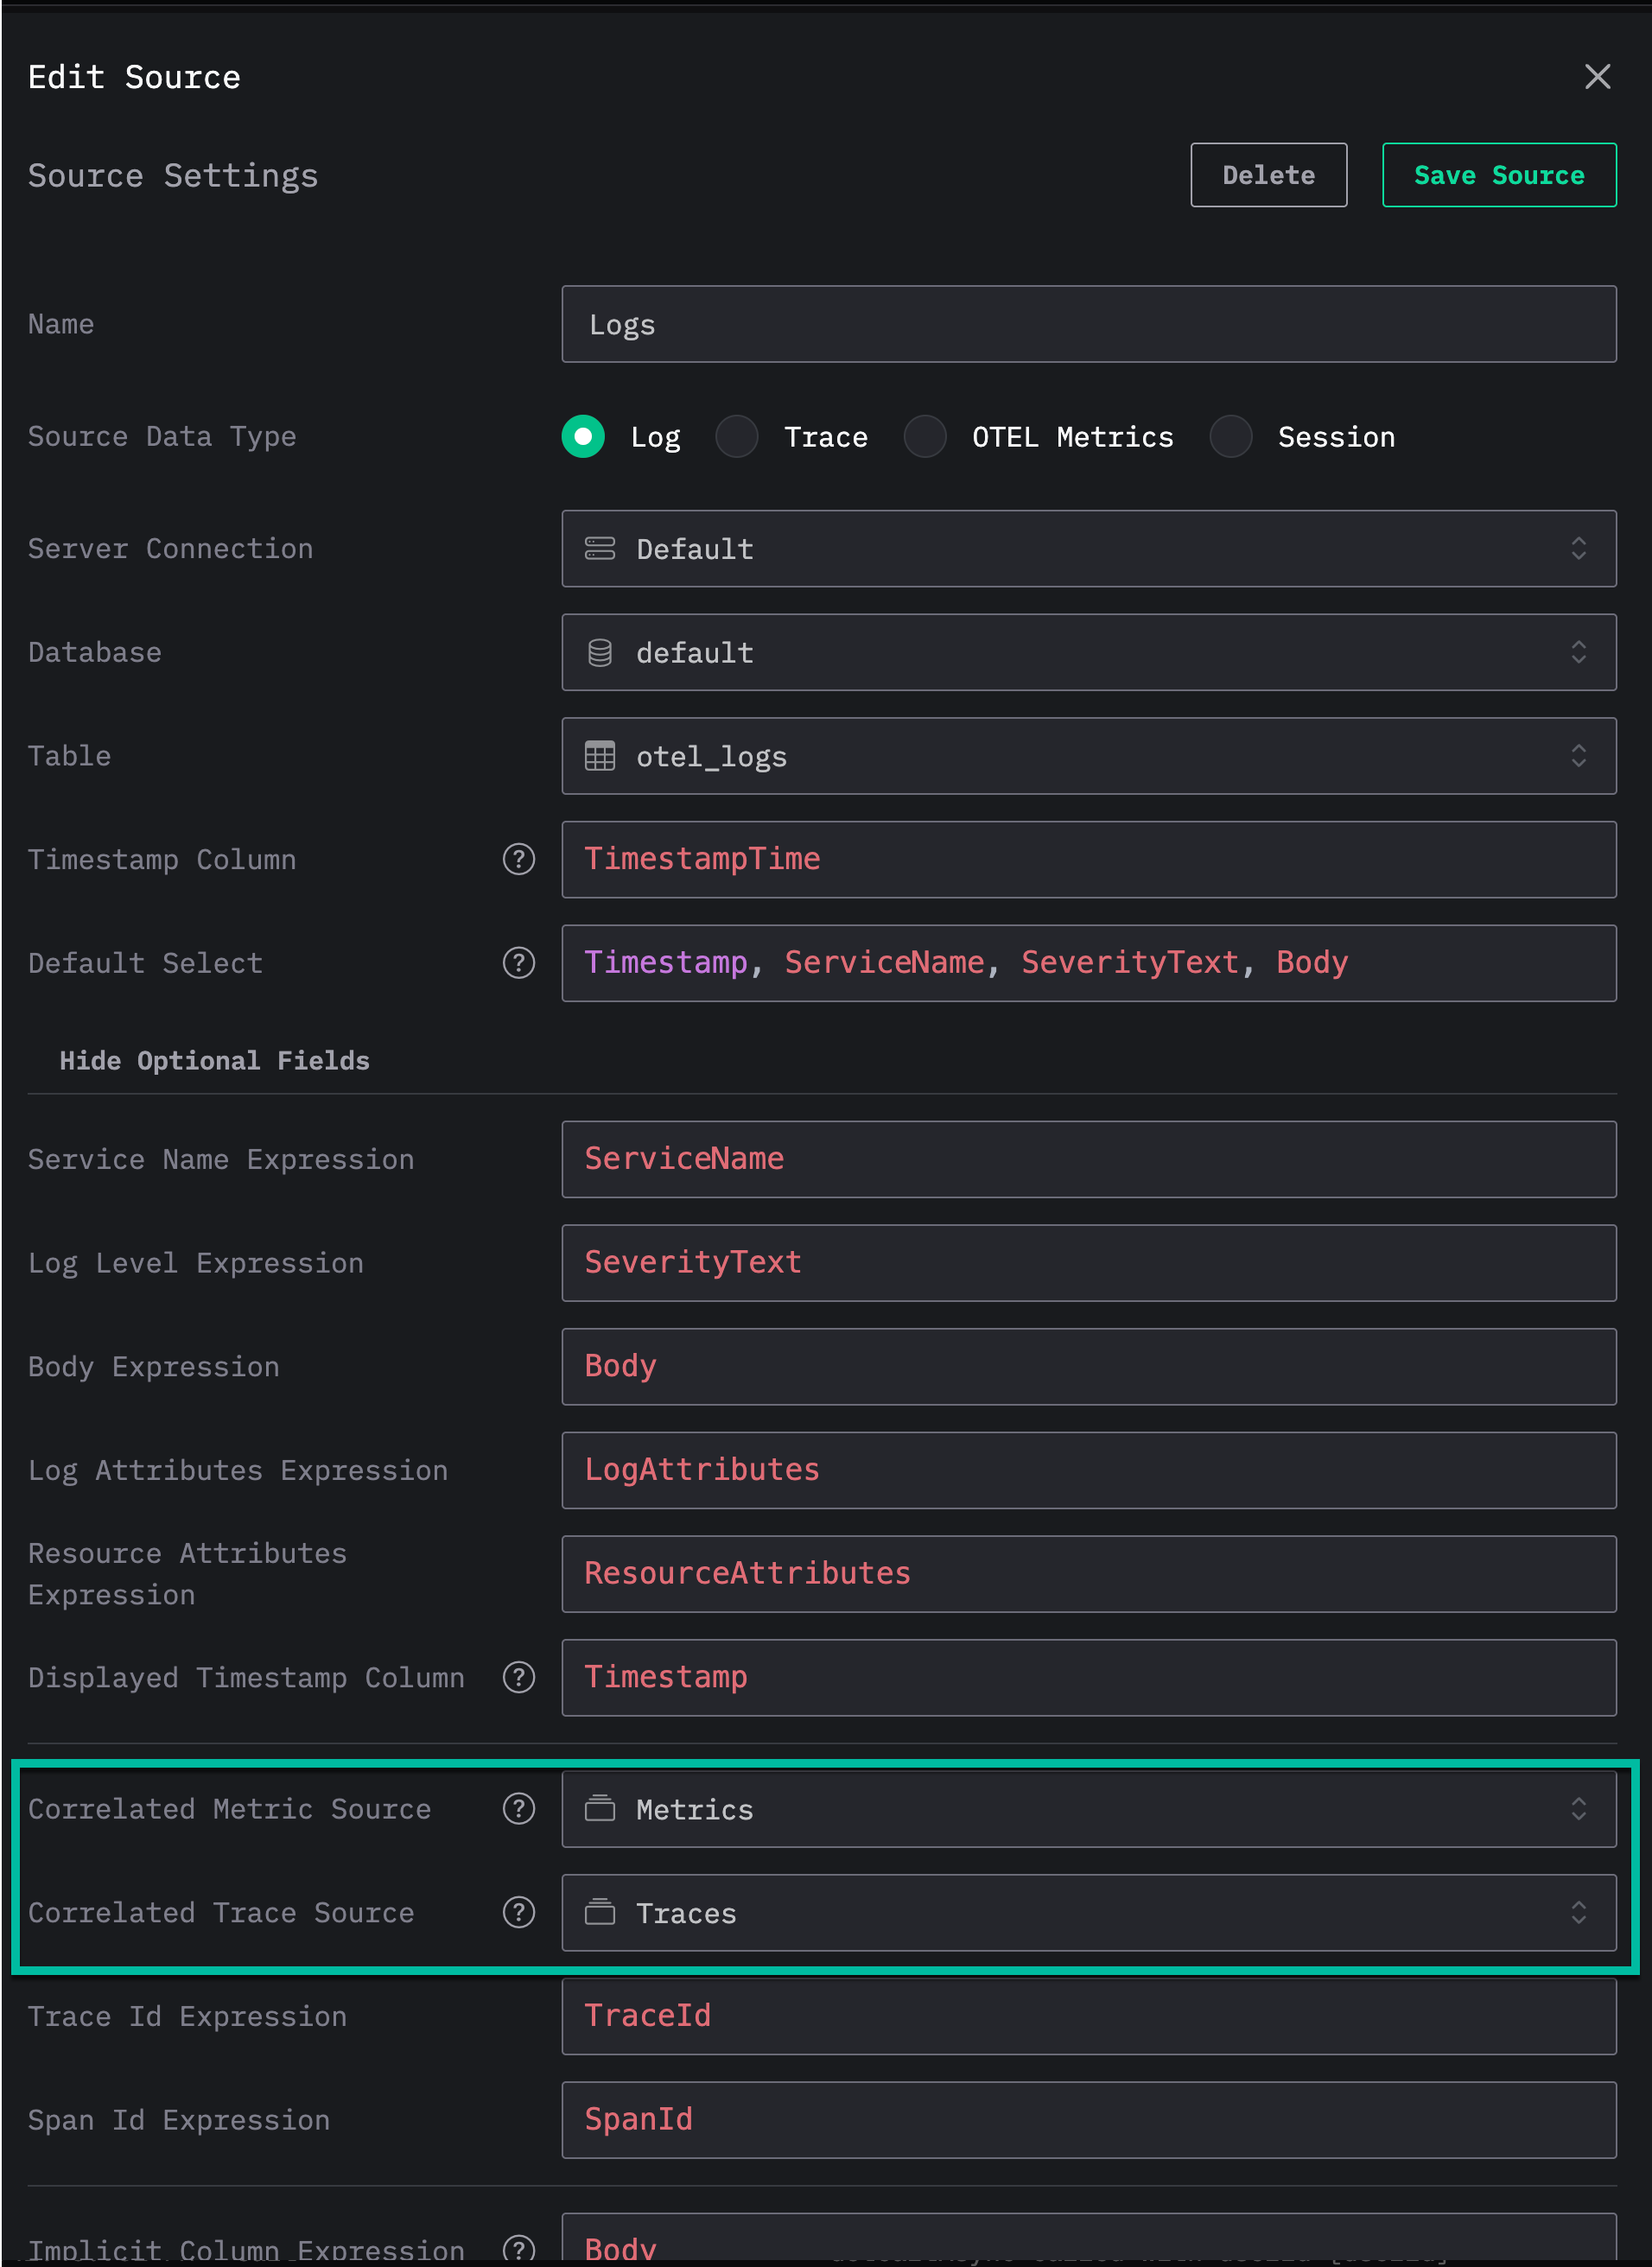 Edit Source
Source Settings
Delete
Save Source
Name
Logs
Source Data Type
Log
Trace
OTEL Metrics
Session
Server Connection
Default
Database
default
Table
otel_logs
Timestamp Column
?
TimestampTime
Default Select
?
Timestamp, ServiceName, SeverityText, Body
Hide Optional Fields
Service Name Expression
ServiceName
Log Level Expression
SeverityText
Body Expression
Body
Log Attributes Expression
LogAttributes
Resource Attributes
Expression
ResourceAttributes
Displayed Timestamp Column
?
Timestamp
Correlated Metric Source
?
Metrics
Correlated Trace Source
?
Traces
Trace Id Expression
TraceId
Span Id Expression
SpanId
Implicit Column Expression
?
Body